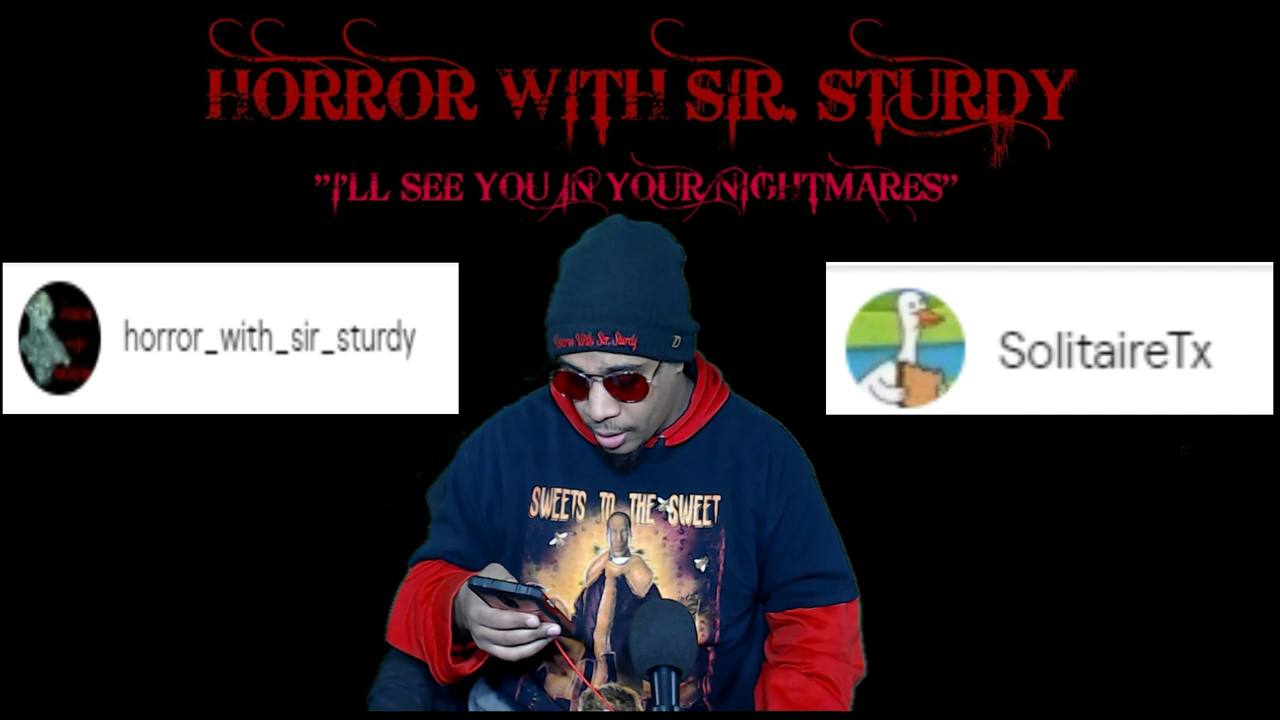 HORROR WITH SIR. STURDY
"I'LL SEE YOU IN YOUR NIGHTMARES"
horror_with_sir_sturdy
SolitaireTx
Horror With Sir. Sturdy
SWEETS TO THE SWEET